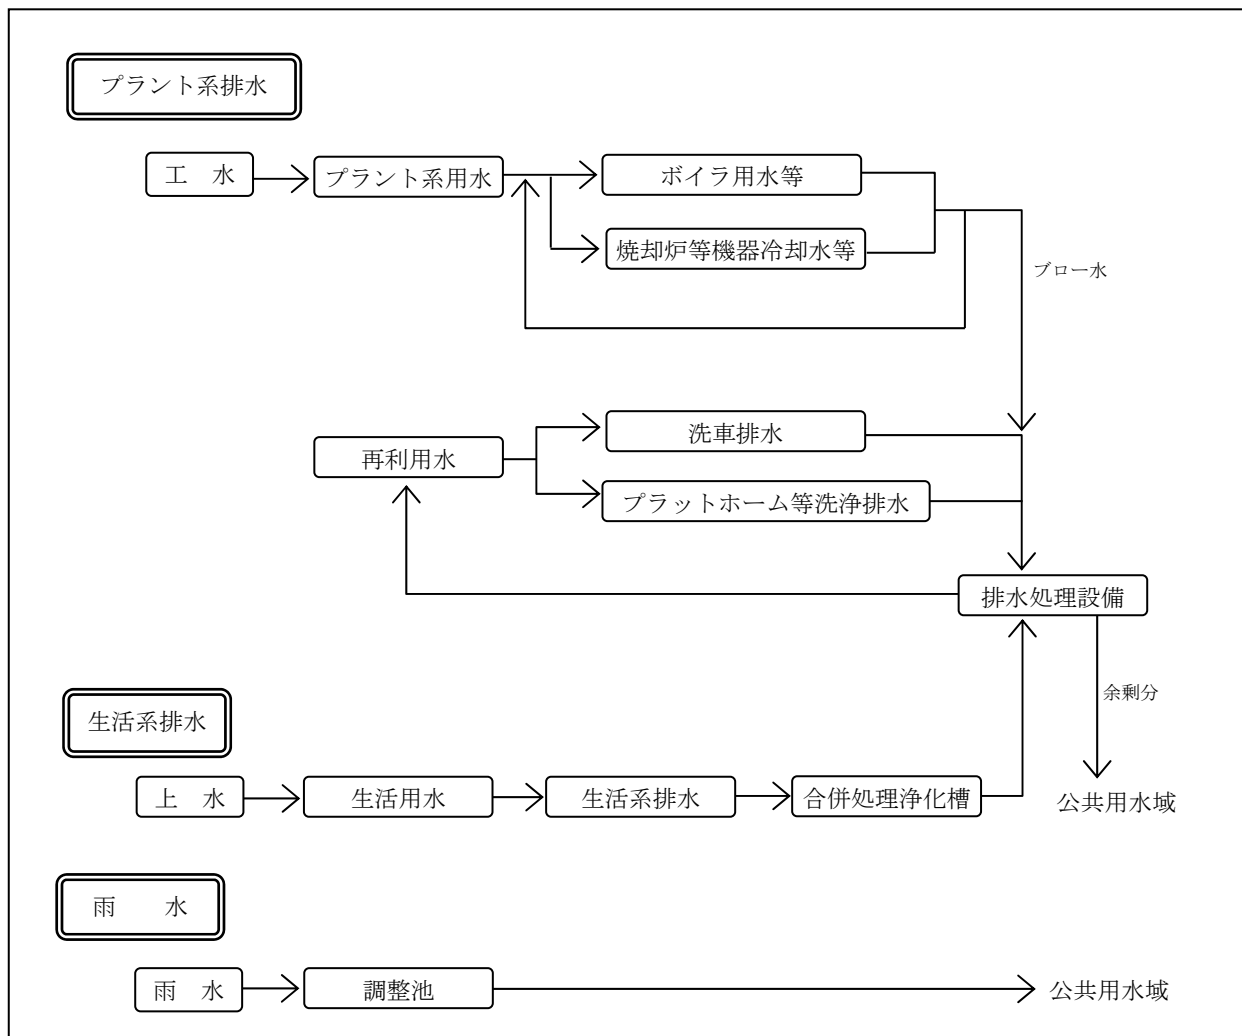 プラント系排水
工　水
プラント系用水
ボイラ用水等
焼却炉等機器冷却水等
ブロー水
再利用水
洗車排水
プラットホーム等洗浄排水
排水処理設備
余剰分
生活系排水
上　水
生活用水
生活系排水
合併処理浄化槽
公共用水域
雨　　水
雨　水
調整池
公共用水域